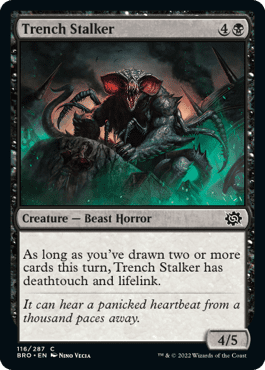 Trench Stalker 4
Creature — Beast Horror
As long as you've drawn two or more
cards this turn, Trench Stalker has
deathtouch and lifelink.
It can hear a panicked heartbeat from a
thousand paces away.
4/5
116/287 C
BRO • EN Nino Vecia
™ & © 2022 Wizards of the Coast